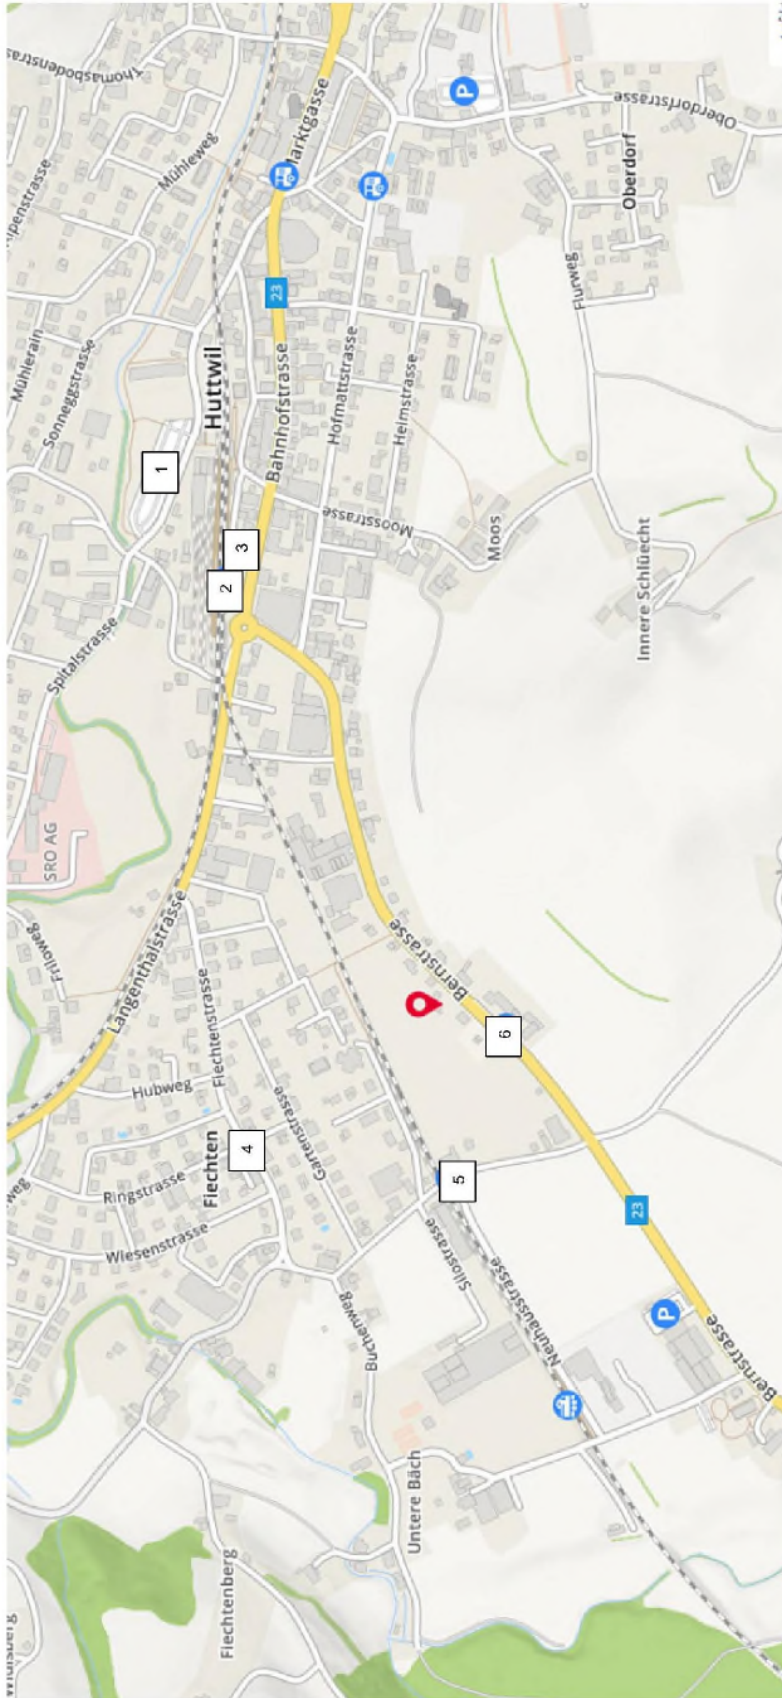 Thomasbodenstrasse
Mühleweg
Marktgasse
P
Oberdorfstrasse
Oberdorf
Mühlerain
Sonneggstrasse
Huttwil
23
Bahnhofstrasse
Hofmattstrasse
Heimstrasse
Flurweg
1
3
2
Moosstrasse
Moos
Innere Schlüecht
Spitalstrasse
SRO AG
Friloweg
Langenthalstrasse
Fiechtenstrasse
Hubweg
Bernstrasse
6
4
Fiechten
Gartenstrasse
Ringstrasse
Wiesenstrasse
5
Silostrasse
23
Neuhausstrasse
Buchenweg
P
Bernstrasse
Untere Bäch
Fiechtenberg